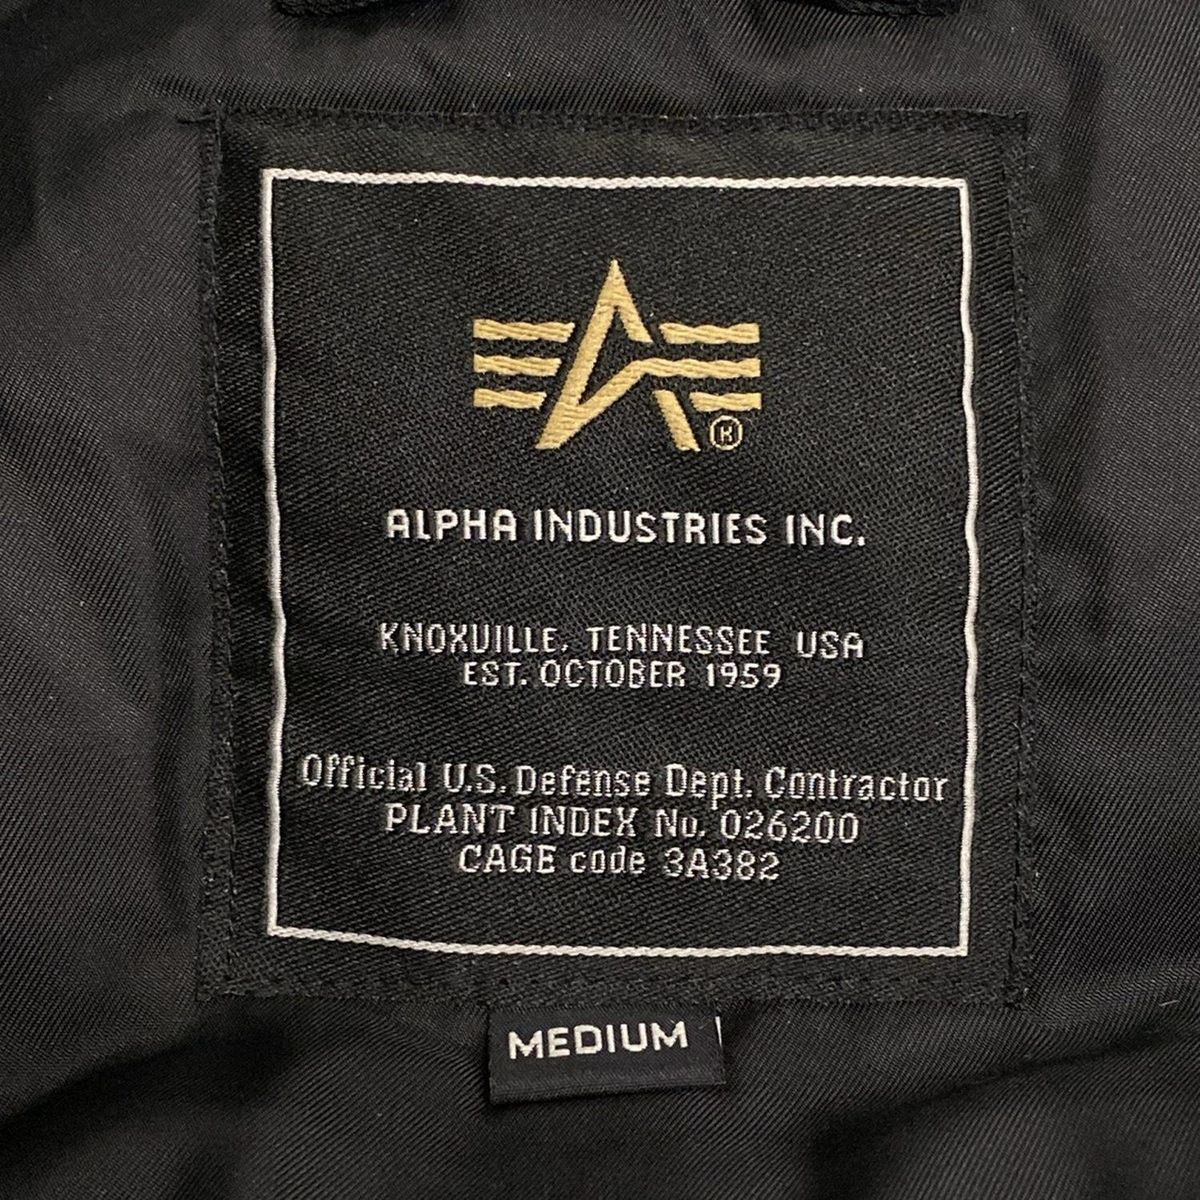 ALPHA INDUSTRIES INC.
KNOXVILLE, TENNESSEE USA
EST. OCTOBER 1959
Official U.S. Defense Dept. Contractor
PLANT INDEX No. 026200
CAGE code 3A382
MEDIUM